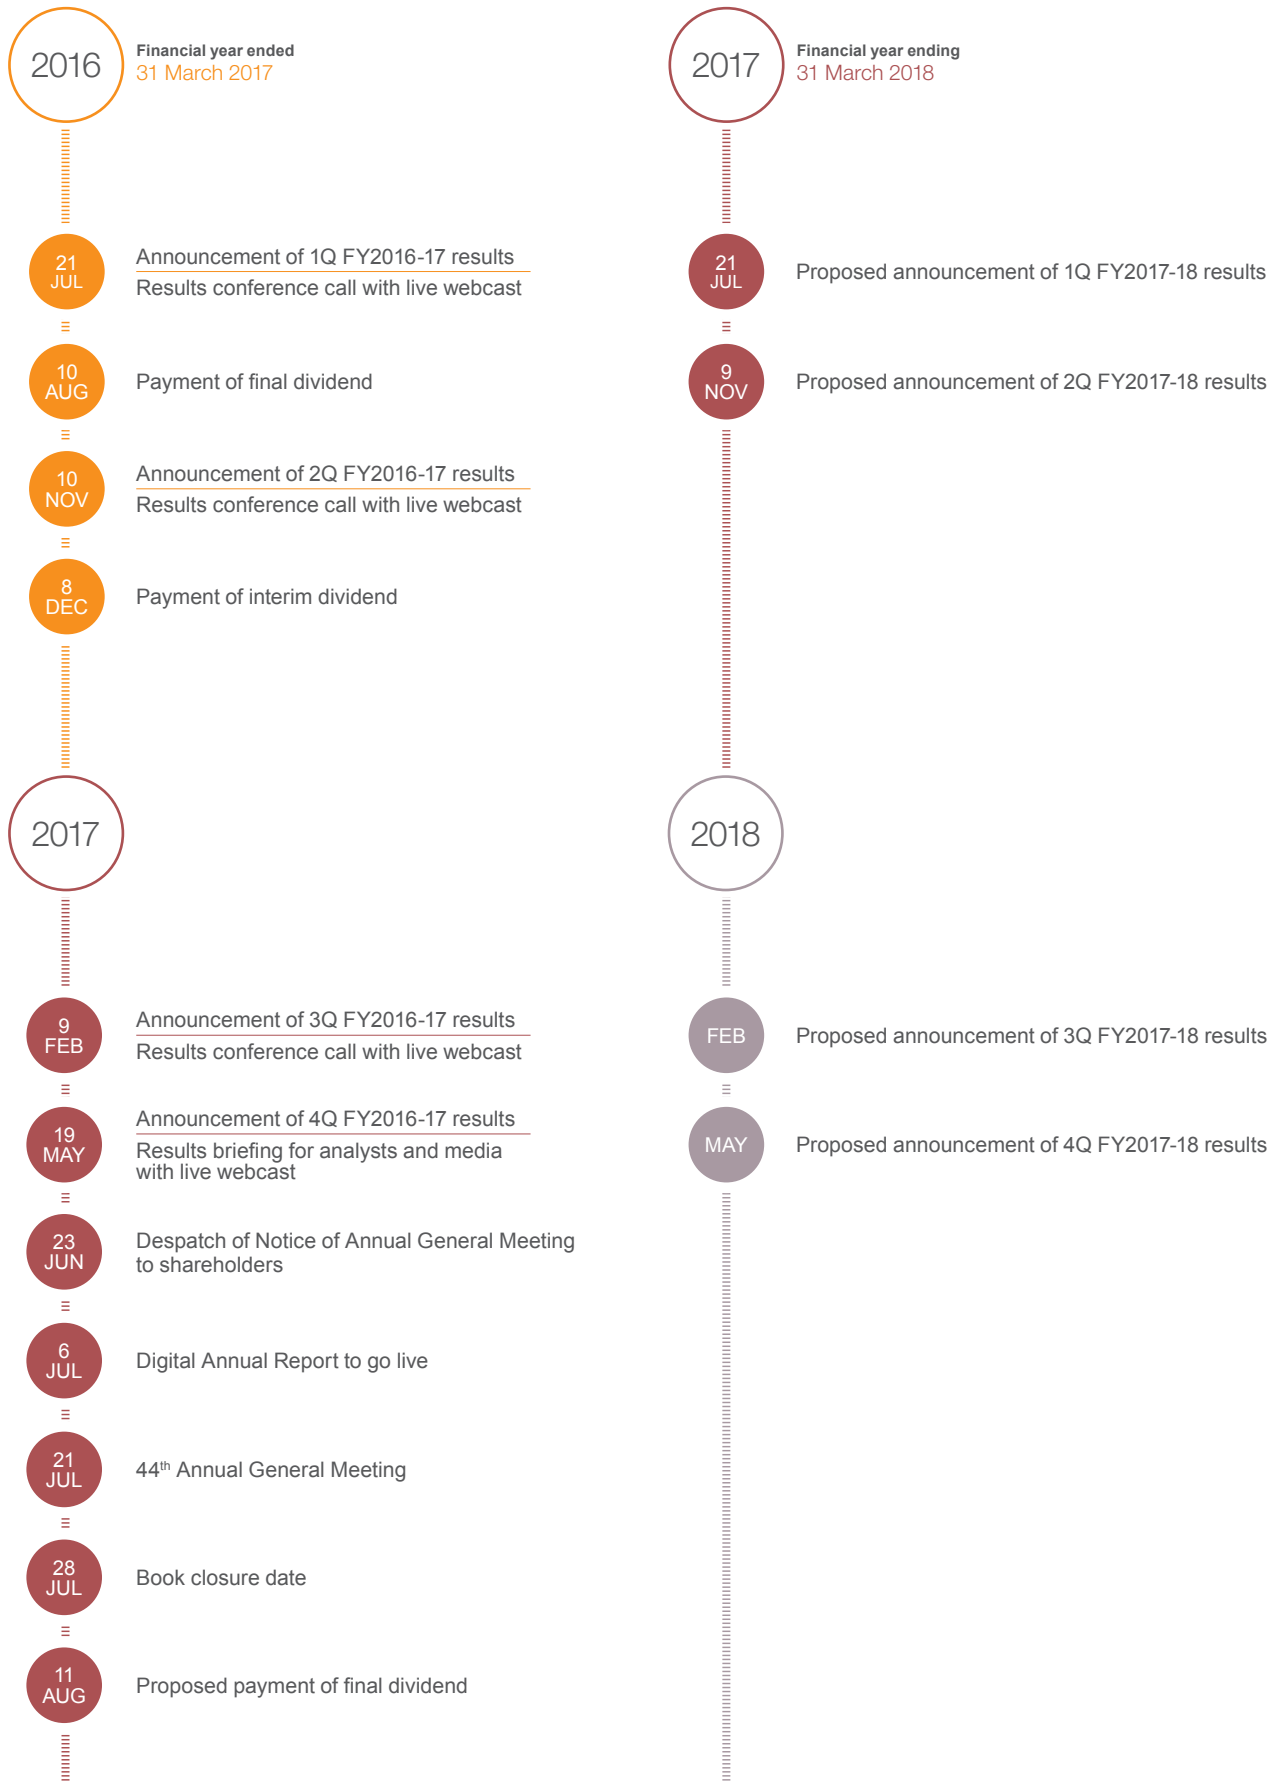 2016
Financial year ended
31 March 2017
21
JUL
Announcement of 1Q FY2016-17 results
Results conference call with live webcast
10
AUG
Payment of final dividend
10
NOV
Announcement of 2Q FY2016-17 results
Results conference call with live webcast
8
DEC
Payment of interim dividend
2017
9
FEB
Announcement of 3Q FY2016-17 results
Results conference call with live webcast
19
MAY
Announcement of 4Q FY2016-17 results
Results briefing for analysts and media
with live webcast
23
JUN
Despatch of Notice of Annual General Meeting
to shareholders
6
JUL
Digital Annual Report to go live
21
JUL
44th Annual General Meeting
28
JUL
Book closure date
11
AUG
Proposed payment of final dividend
2017
Financial year ending
31 March 2018
21
JUL
Proposed announcement of 1Q FY2017-18 results
9
NOV
Proposed announcement of 2Q FY2017-18 results
2018
FEB
Proposed announcement of 3Q FY2017-18 results
MAY
Proposed announcement of 4Q FY2017-18 results